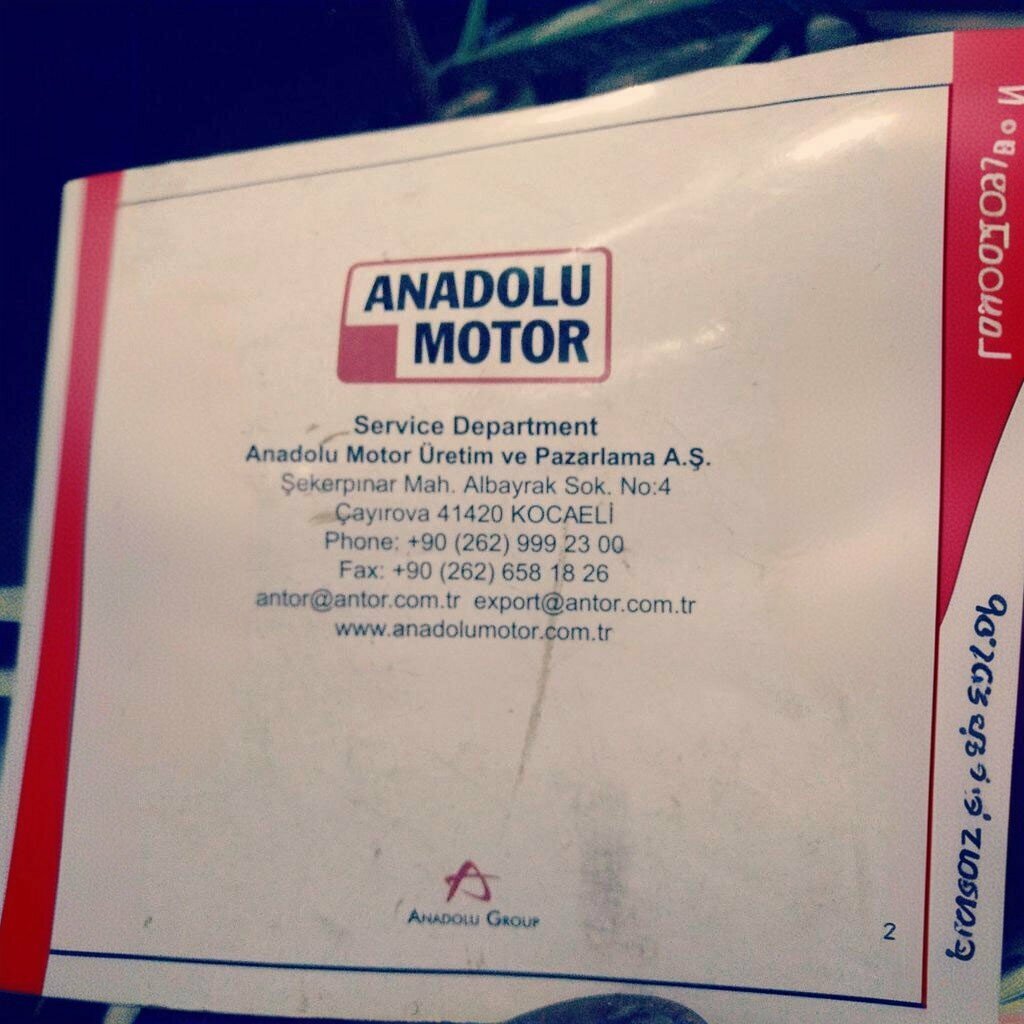 ANADOLU
MOTOR
Service Department
Anadolu Motor Üretim ve Pazarlama A.Ş.
Şekerpınar Mah. Albayrak Sok. No:4
Çayırova 41420 KOCAELİ
Phone: +90 (262) 999 23 00
Fax: +90 (262) 658 18 26
antor@antor.com.tr export@antor.com.tr
www.anadolumotor.com.tr
ANADOLU GROUP
2